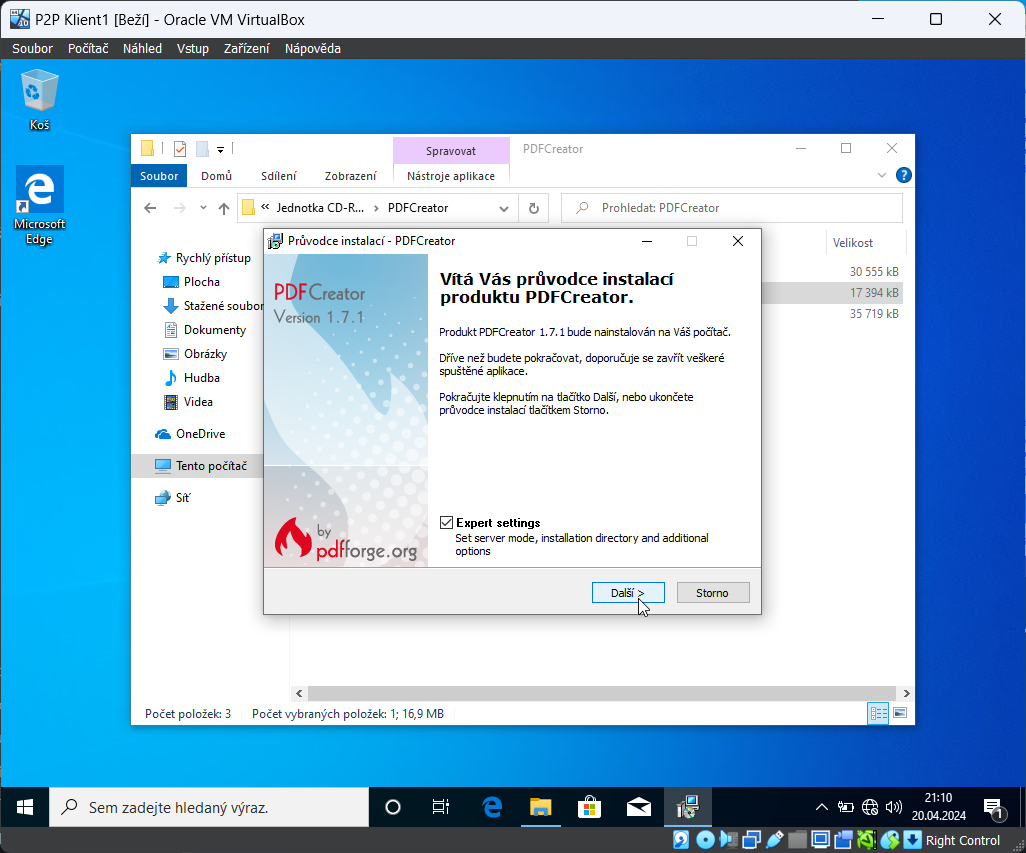 P2P Klient1 [Beží] - Oracle VM VirtualBox
Soubor Počítač Náhled Vstup Zařízení Nápověda
Koš
Microsoft
Edge
Spravovat PDFCreator
Soubor Domů Sdílení Zobrazení Nástroje aplikace
« Jednotka CD-R... > PDFCreator
Prohledat: PDFCreator
Velikost
30 555 kB
17 394 kB
35 719 kB
Rychlý přístup
Plocha
Stažené soubor
Dokumenty
Obrázky
Hudba
Videa
OneDrive
Tento počítač
Síť
Průvodce instalací - PDFCreator
PDFCreator
Version 1.7.1
by
pdfforge.org
Vítá Vás průvodce instalací
produktu PDFCreator.
Produkt PDFCreator 1.7.1 bude nainstalován na Váš počítač.
Dříve než budete pokračovat, doporučuje se zavřít veškeré
spuštěné aplikace.
Pokračujte klepnutím na tlačítko Další, nebo ukončete
průvodce instalací tlačítkem Storno.
Expert settings
Set server mode, installation directory and additional
options
Další > Storno
Počet položek: 3 Počet vybraných položek: 1; 16,9 MB
Sem zadejte hledaný výraz.
21:10
20.04.2024
1
Right Control